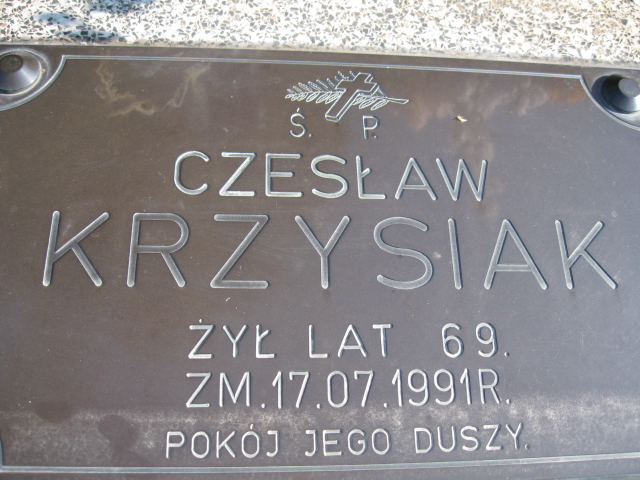 Ś. P.
CZESŁAW
KRZYSIAK
ŻYŁ LAT 69.
ZM.17.07.1991R.
POKÓJ JEGO DUSZY.